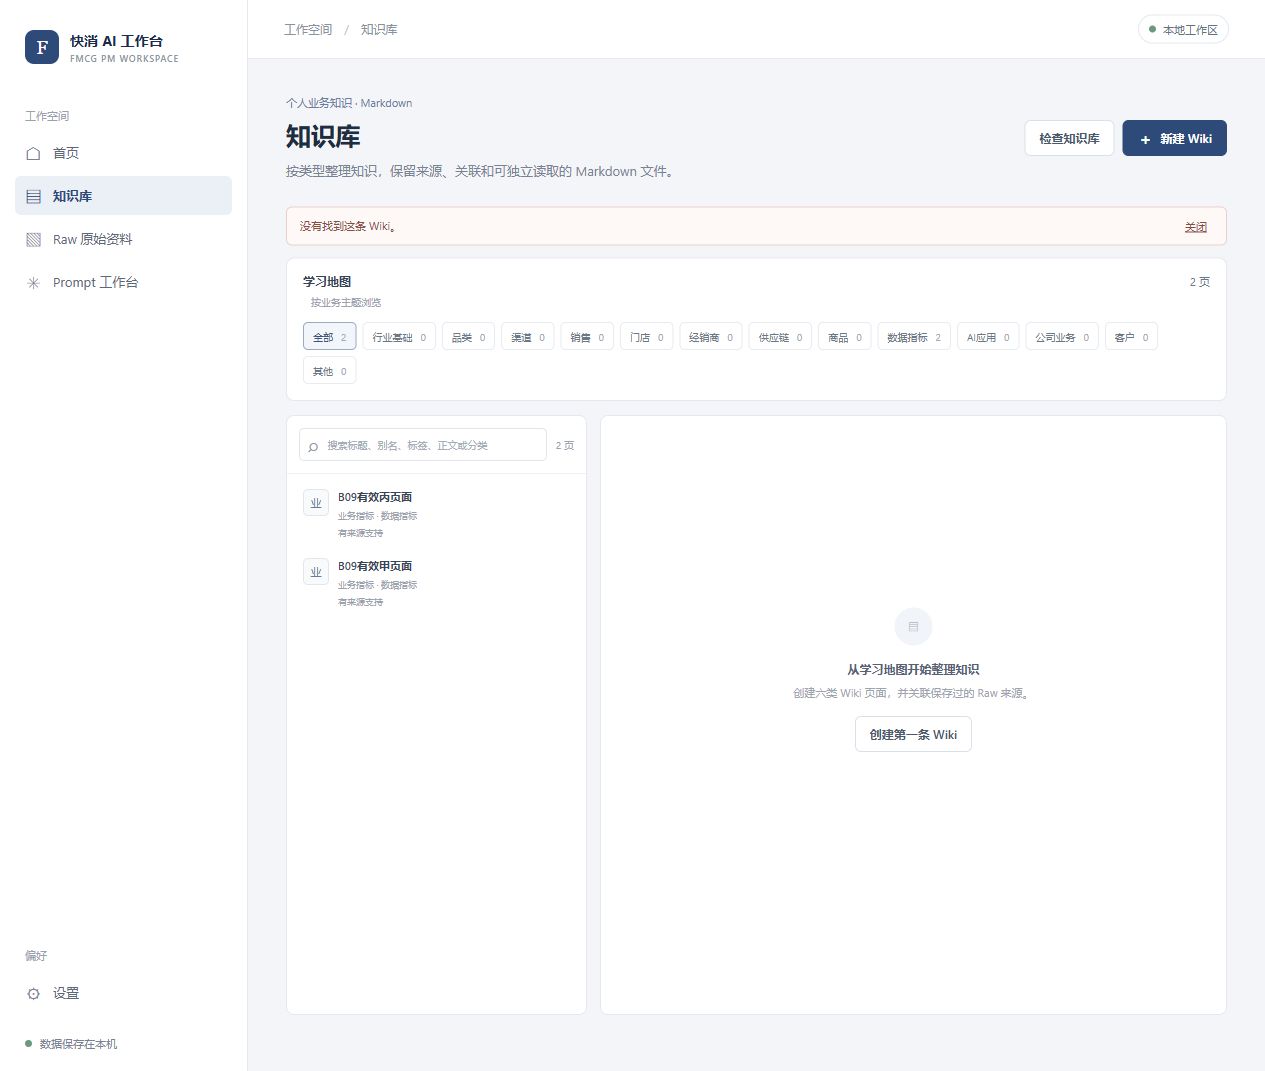 F
快消 AI 工作台
FMCG PM WORKSPACE
工作空间
首页
知识库
Raw 原始资料
Prompt 工作台
偏好
设置
数据保存在本机
工作空间 / 知识库
本地工作区
个人业务知识 · Markdown
知识库
按类型整理知识，保留来源、关联和可独立读取的 Markdown 文件。
检查知识库
+ 新建 Wiki
没有找到这条 Wiki。
关闭
学习地图
2 页
按业务主题浏览
全部 2 行业基础 0 品类 0 渠道 0 销售 0 门店 0 经销商 0 供应链 0 商品 0 数据指标 2 AI应用 0 公司业务 0 客户 0
其他 0
搜索标题、别名、标签、正文或分类
2 页
业
B09有效丙页面
业务指标 · 数据指标
有来源支持
业
B09有效甲页面
业务指标 · 数据指标
有来源支持
从学习地图开始整理知识
创建六类 Wiki 页面，并关联保存过的 Raw 来源。
创建第一条 Wiki